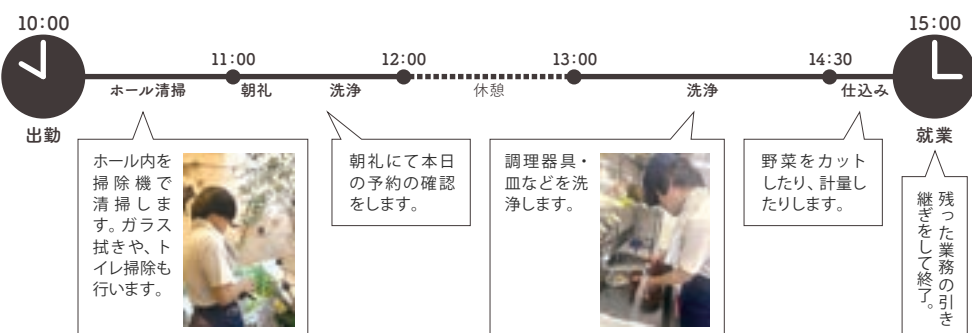 10:00
15:00
11:00
12:00
13:00
14:30
ホール清掃
朝礼
洗浄
休憩
洗浄
仕込み
出勤
就業
ホール内を
掃除機で
清掃しま
す。ガラス
拭きや、ト
イレ掃除も
行います。
朝礼にて本日
の予約の確認
をします。
調理器具・
皿などを洗
浄します。
野菜をカット
したり、計量し
たりします。
残った業務の引き
継ぎをして終了。